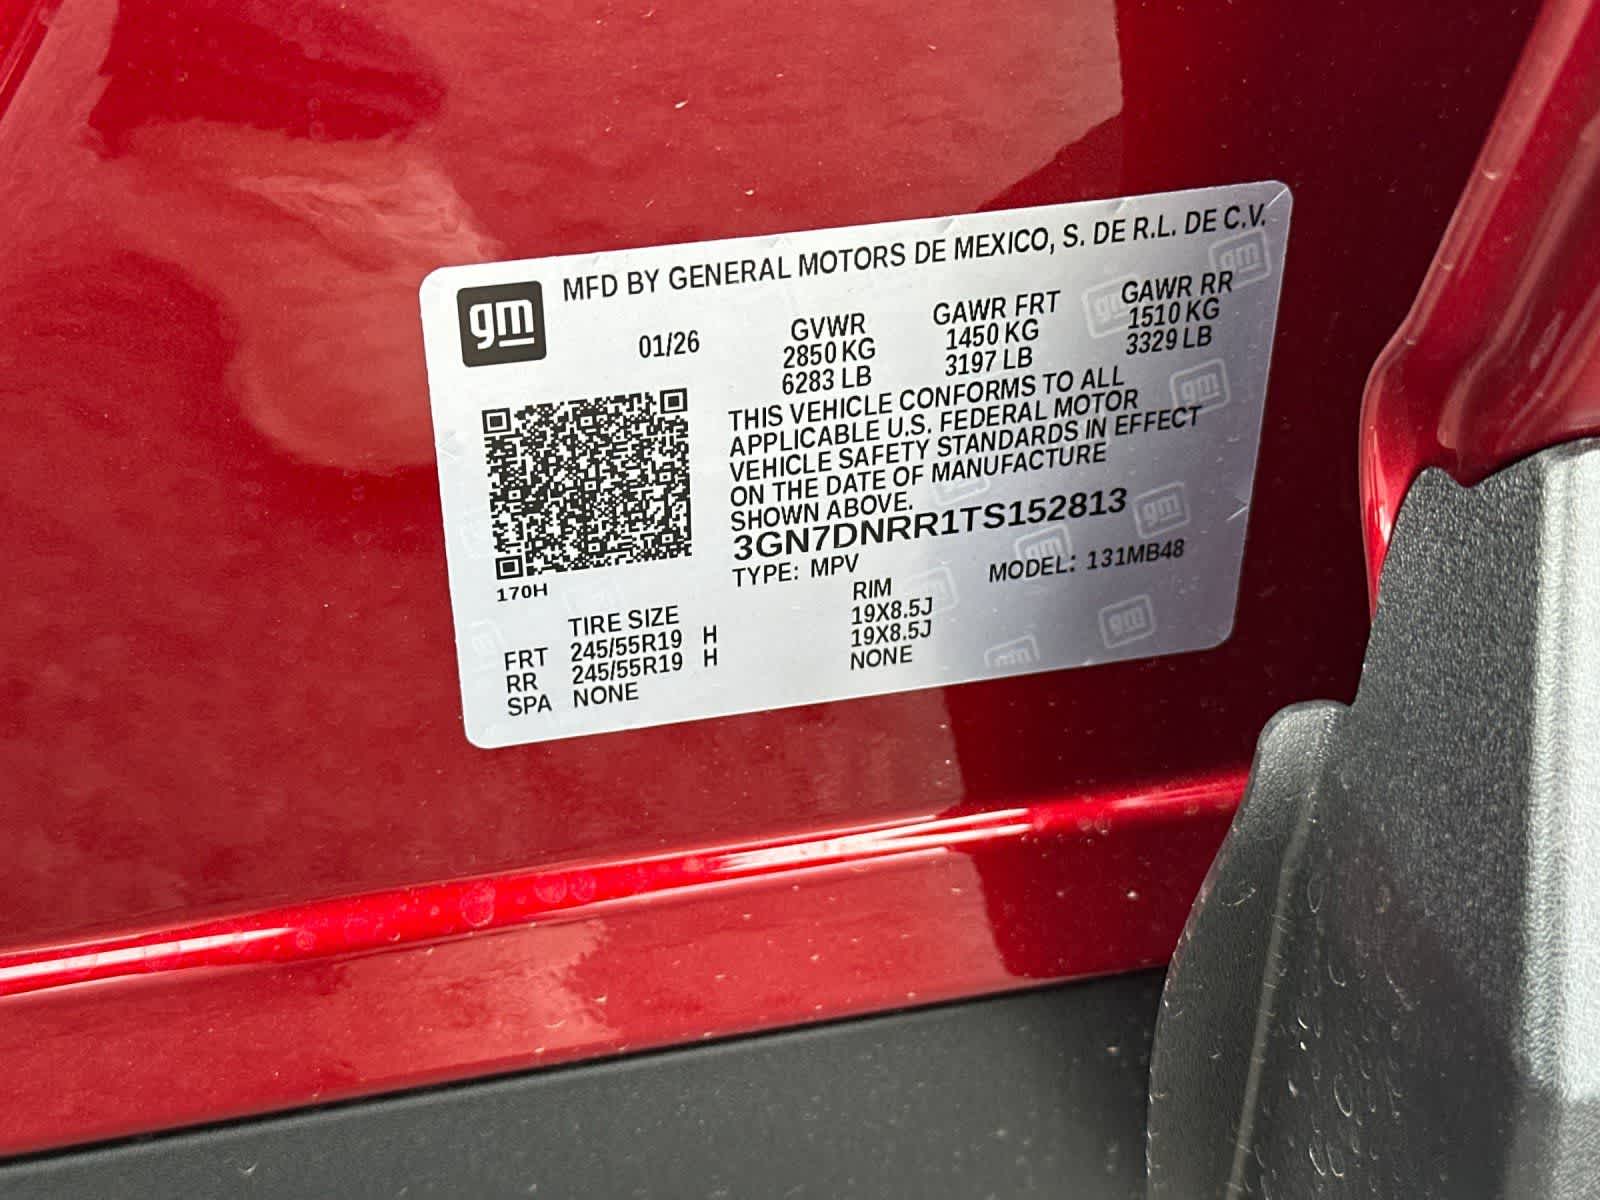 gm MFD BY GENERAL MOTORS DE MEXICO, S. DE R.L. DE C.V.
01/26 GVWR GAWR FRT GAWR RR
2850 KG 1450 KG 1510 KG
6283 LB 3197 LB 3329 LB
THIS VEHICLE CONFORMS TO ALL
APPLICABLE U.S. FEDERAL MOTOR
VEHICLE SAFETY STANDARDS IN EFFECT
ON THE DATE OF MANUFACTURE
SHOWN ABOVE.
3GN7DNRR1TS152813
TYPE: MPV MODEL: 131MB48
170H
TIRE SIZE RIM
FRT 245/55R19 H 19X8.5J
RR 245/55R19 H 19X8.5J
SPA NONE NONE